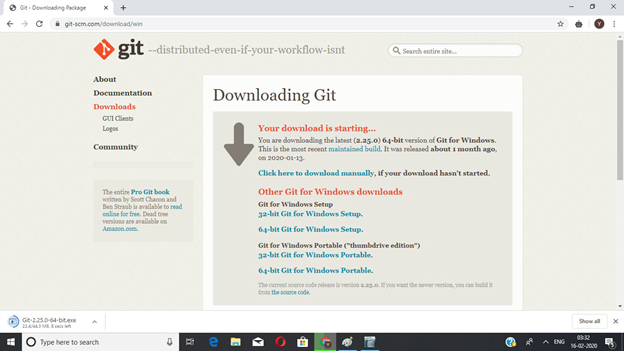 Git - Downloading Package
git-scm.com/download/win
git --distributed-even-if-your-workflow-isnt
Search entire site...
About
Documentation
Downloads
GUI Clients
Logos
Community
The entire Pro Git book
written by Scott Chacon and
Ben Straub is available to read
online for free. Dead tree
versions are available on
Amazon.com.
Downloading Git
Your download is starting...
You are downloading the latest (2.25.0) 64-bit version of Git for Windows.
This is the most recent maintained build. It was released about 1 month ago,
on 2020-01-13.
Click here to download manually, if your download hasn't started.
Other Git for Windows downloads
Git for Windows Setup
32-bit Git for Windows Setup.
64-bit Git for Windows Setup.
Git for Windows Portable ("thumbdrive edition")
32-bit Git for Windows Portable.
64-bit Git for Windows Portable.
The current source code release is version 2.25.0. If you want the newer version, you can build it
from the source code.
Git-2.25.0-64-bit.exe
23.6/44.3 MB, 8 secs left
Show all
Type here to search
ENG
03:32
16-02-2020
Y